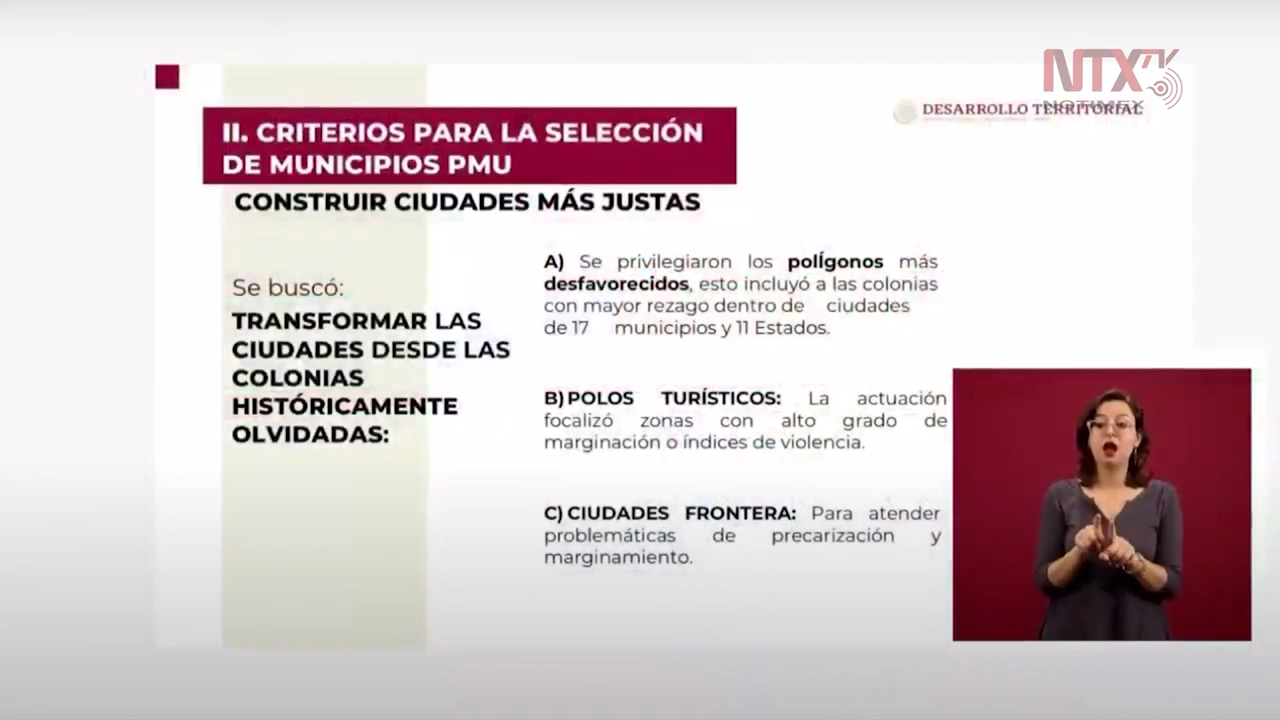 NTX
NOTIMEX
DESARROLLO TERRITORIAL
II. CRITERIOS PARA LA SELECCIÓN
DE MUNICIPIOS PMU
CONSTRUIR CIUDADES MÁS JUSTAS
Se buscó:
TRANSFORMAR LAS
CIUDADES DESDE LAS
COLONIAS
HISTÓRICAMENTE
OLVIDADAS:
A) Se privilegiaron los polÍgonos más
desfavorecidos, esto incluyó a las colonias
con mayor rezago dentro de ciudades
de 17 municipios y 11 Estados.
B) POLOS TURÍSTICOS: La actuación
focalizó zonas con alto grado de
marginación o índices de violencia.
C) CIUDADES FRONTERA: Para atender
problemáticas de precarización y
marginamiento.